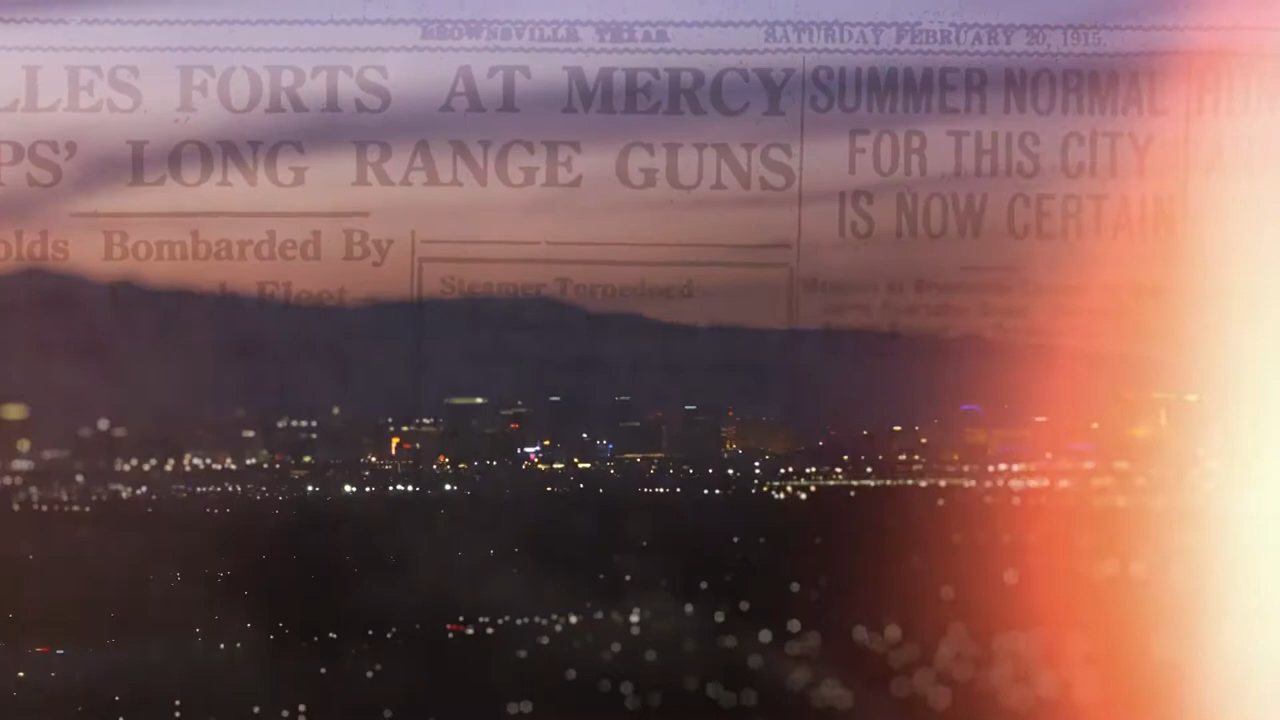 BROWNSVILLE TEXAS SATURDAY FEBRUARY 20, 1915.
LLES FORTS AT MERCY
PS' LONG RANGE GUNS
olds Bombarded By
Fleet
Steamer Torpedoed
SUMMER NORMAL
FOR THIS CITY
IS NOW CERTAIN